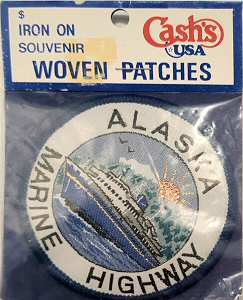 $
IRON ON
SOUVENIR
WOVEN PATCHES
Cash's
USA
ALASKA
MARINE
HIGHWAY